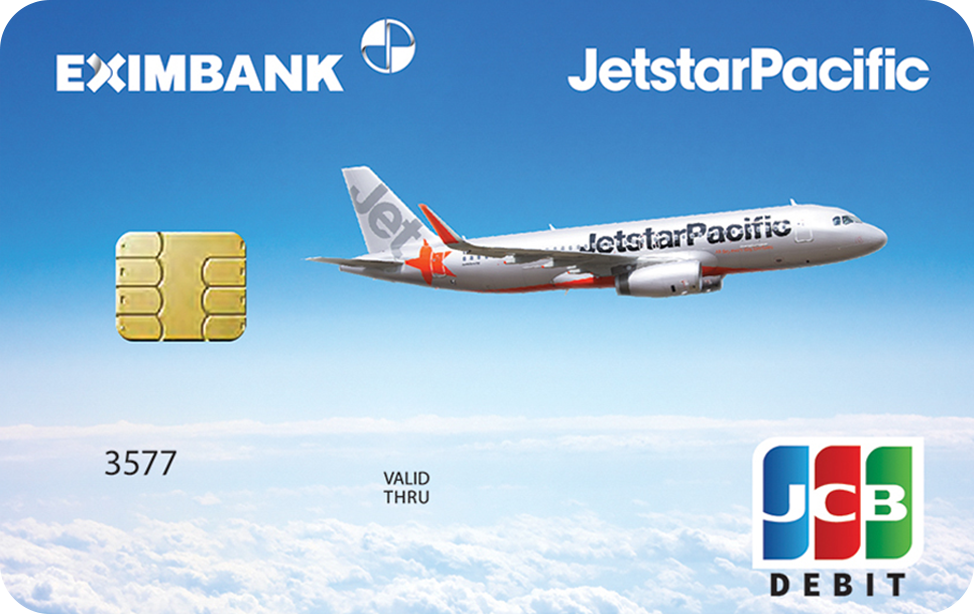 EXIMBANK
JetstarPacific
Jet
JetstarPacific
3577
VALID
THRU
JCB
DEBIT